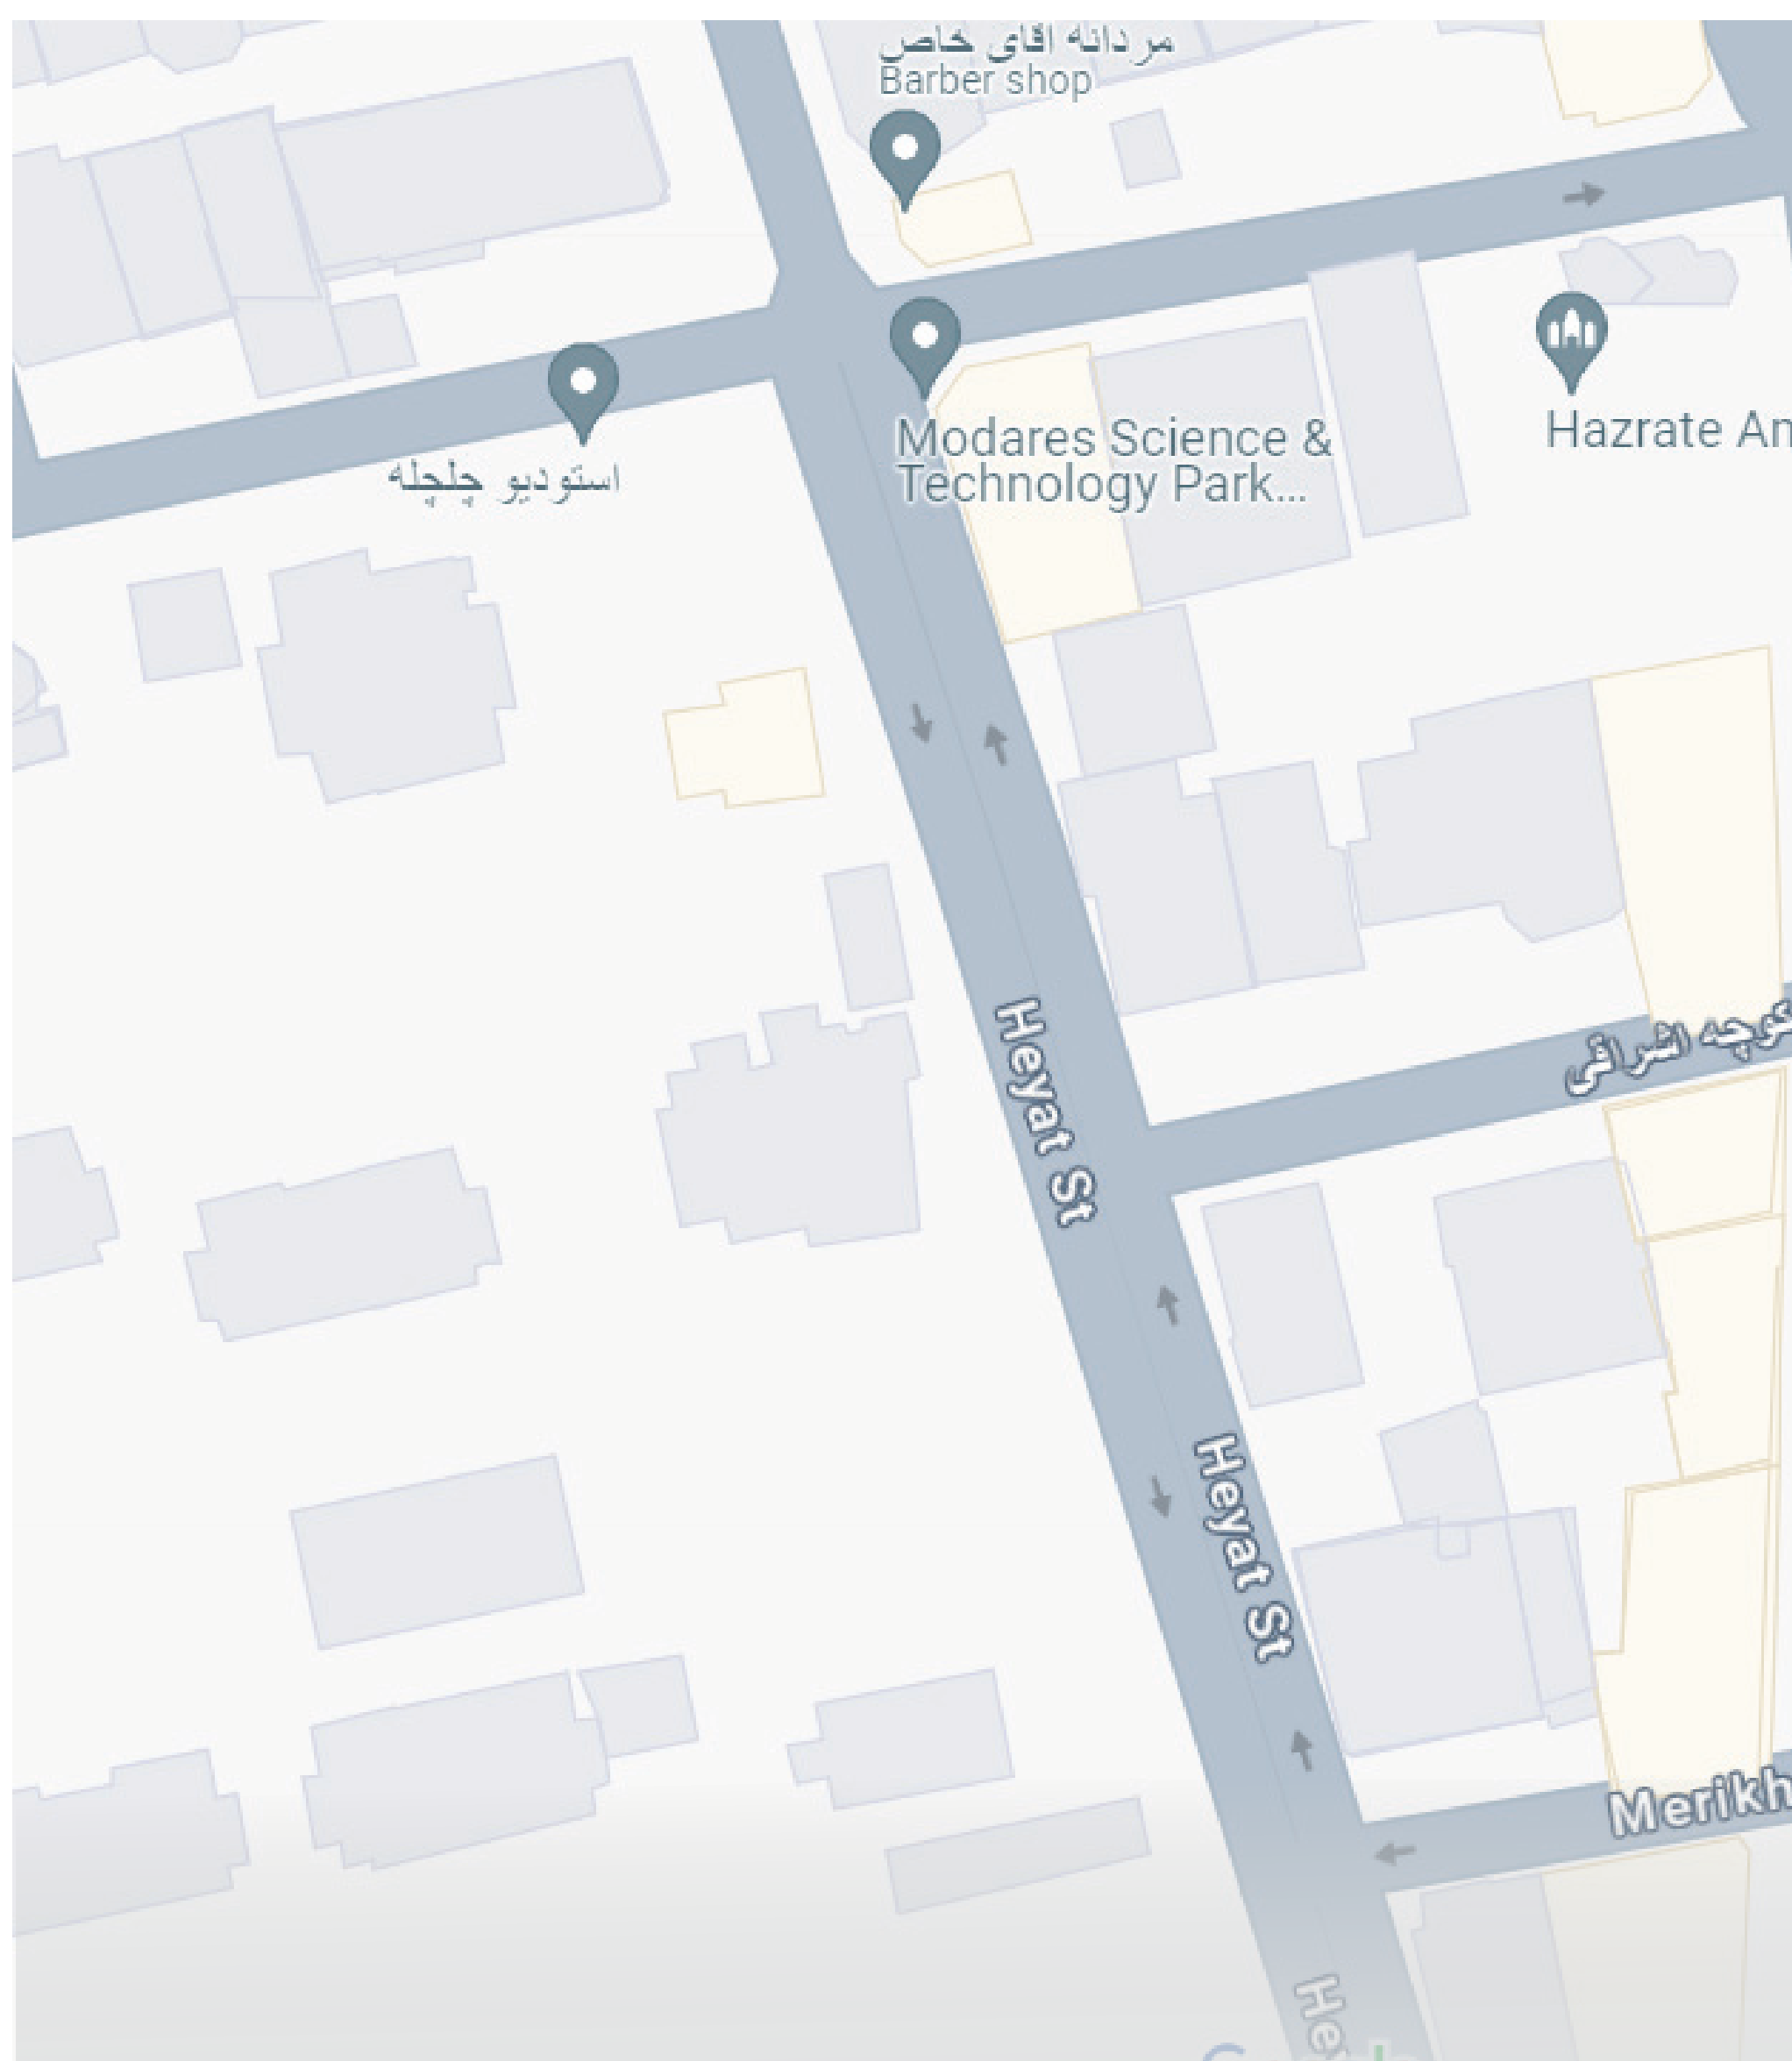 مردانه آقای خاص
Barber shop
Modares Science &
Technology Park...
Hazrate
استودیو چلچله
Heyat St
کوچه اشراقی
Heyat St
Merikh